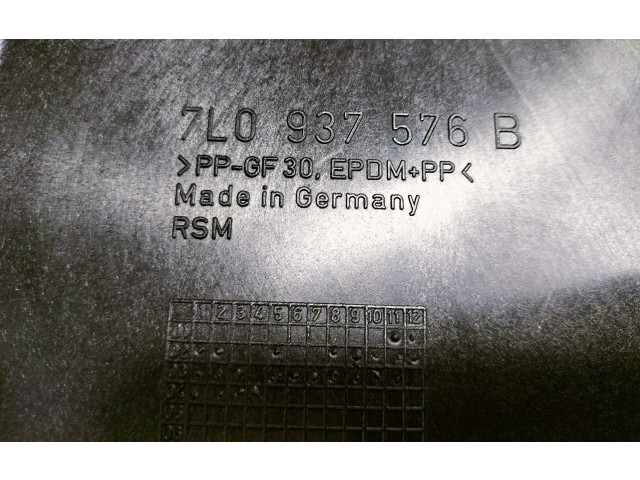 7L0 937 576 B
>PP-GF30, EPDM+PP<
Made in Germany
RSM
1 2 3 4 5 6 7 8 9 10 11 12